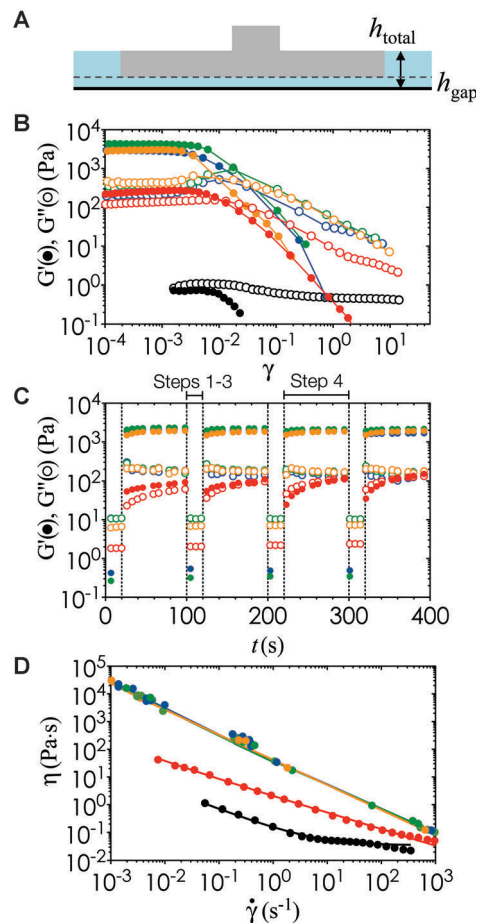 A
h_total
h_gap
B
10^4
10^3
10^2
10^1
10^0
10^-1
G'(●), G''(○) (Pa)
10^-4 10^-3 10^-2 10^-1 10^0 10^1
γ
Steps 1-3 Step 4
C
10^4
10^3
10^2
10^1
10^0
10^-1
G'(●), G''(○) (Pa)
0 100 200 300 400
t(s)
D
10^5
10^4
10^3
10^2
10^1
10^0
10^-1
10^-2
η(Pa·s)
10^-3 10^-2 10^-1 10^0 10^1 10^2 10^3
γ̇ (s^-1)